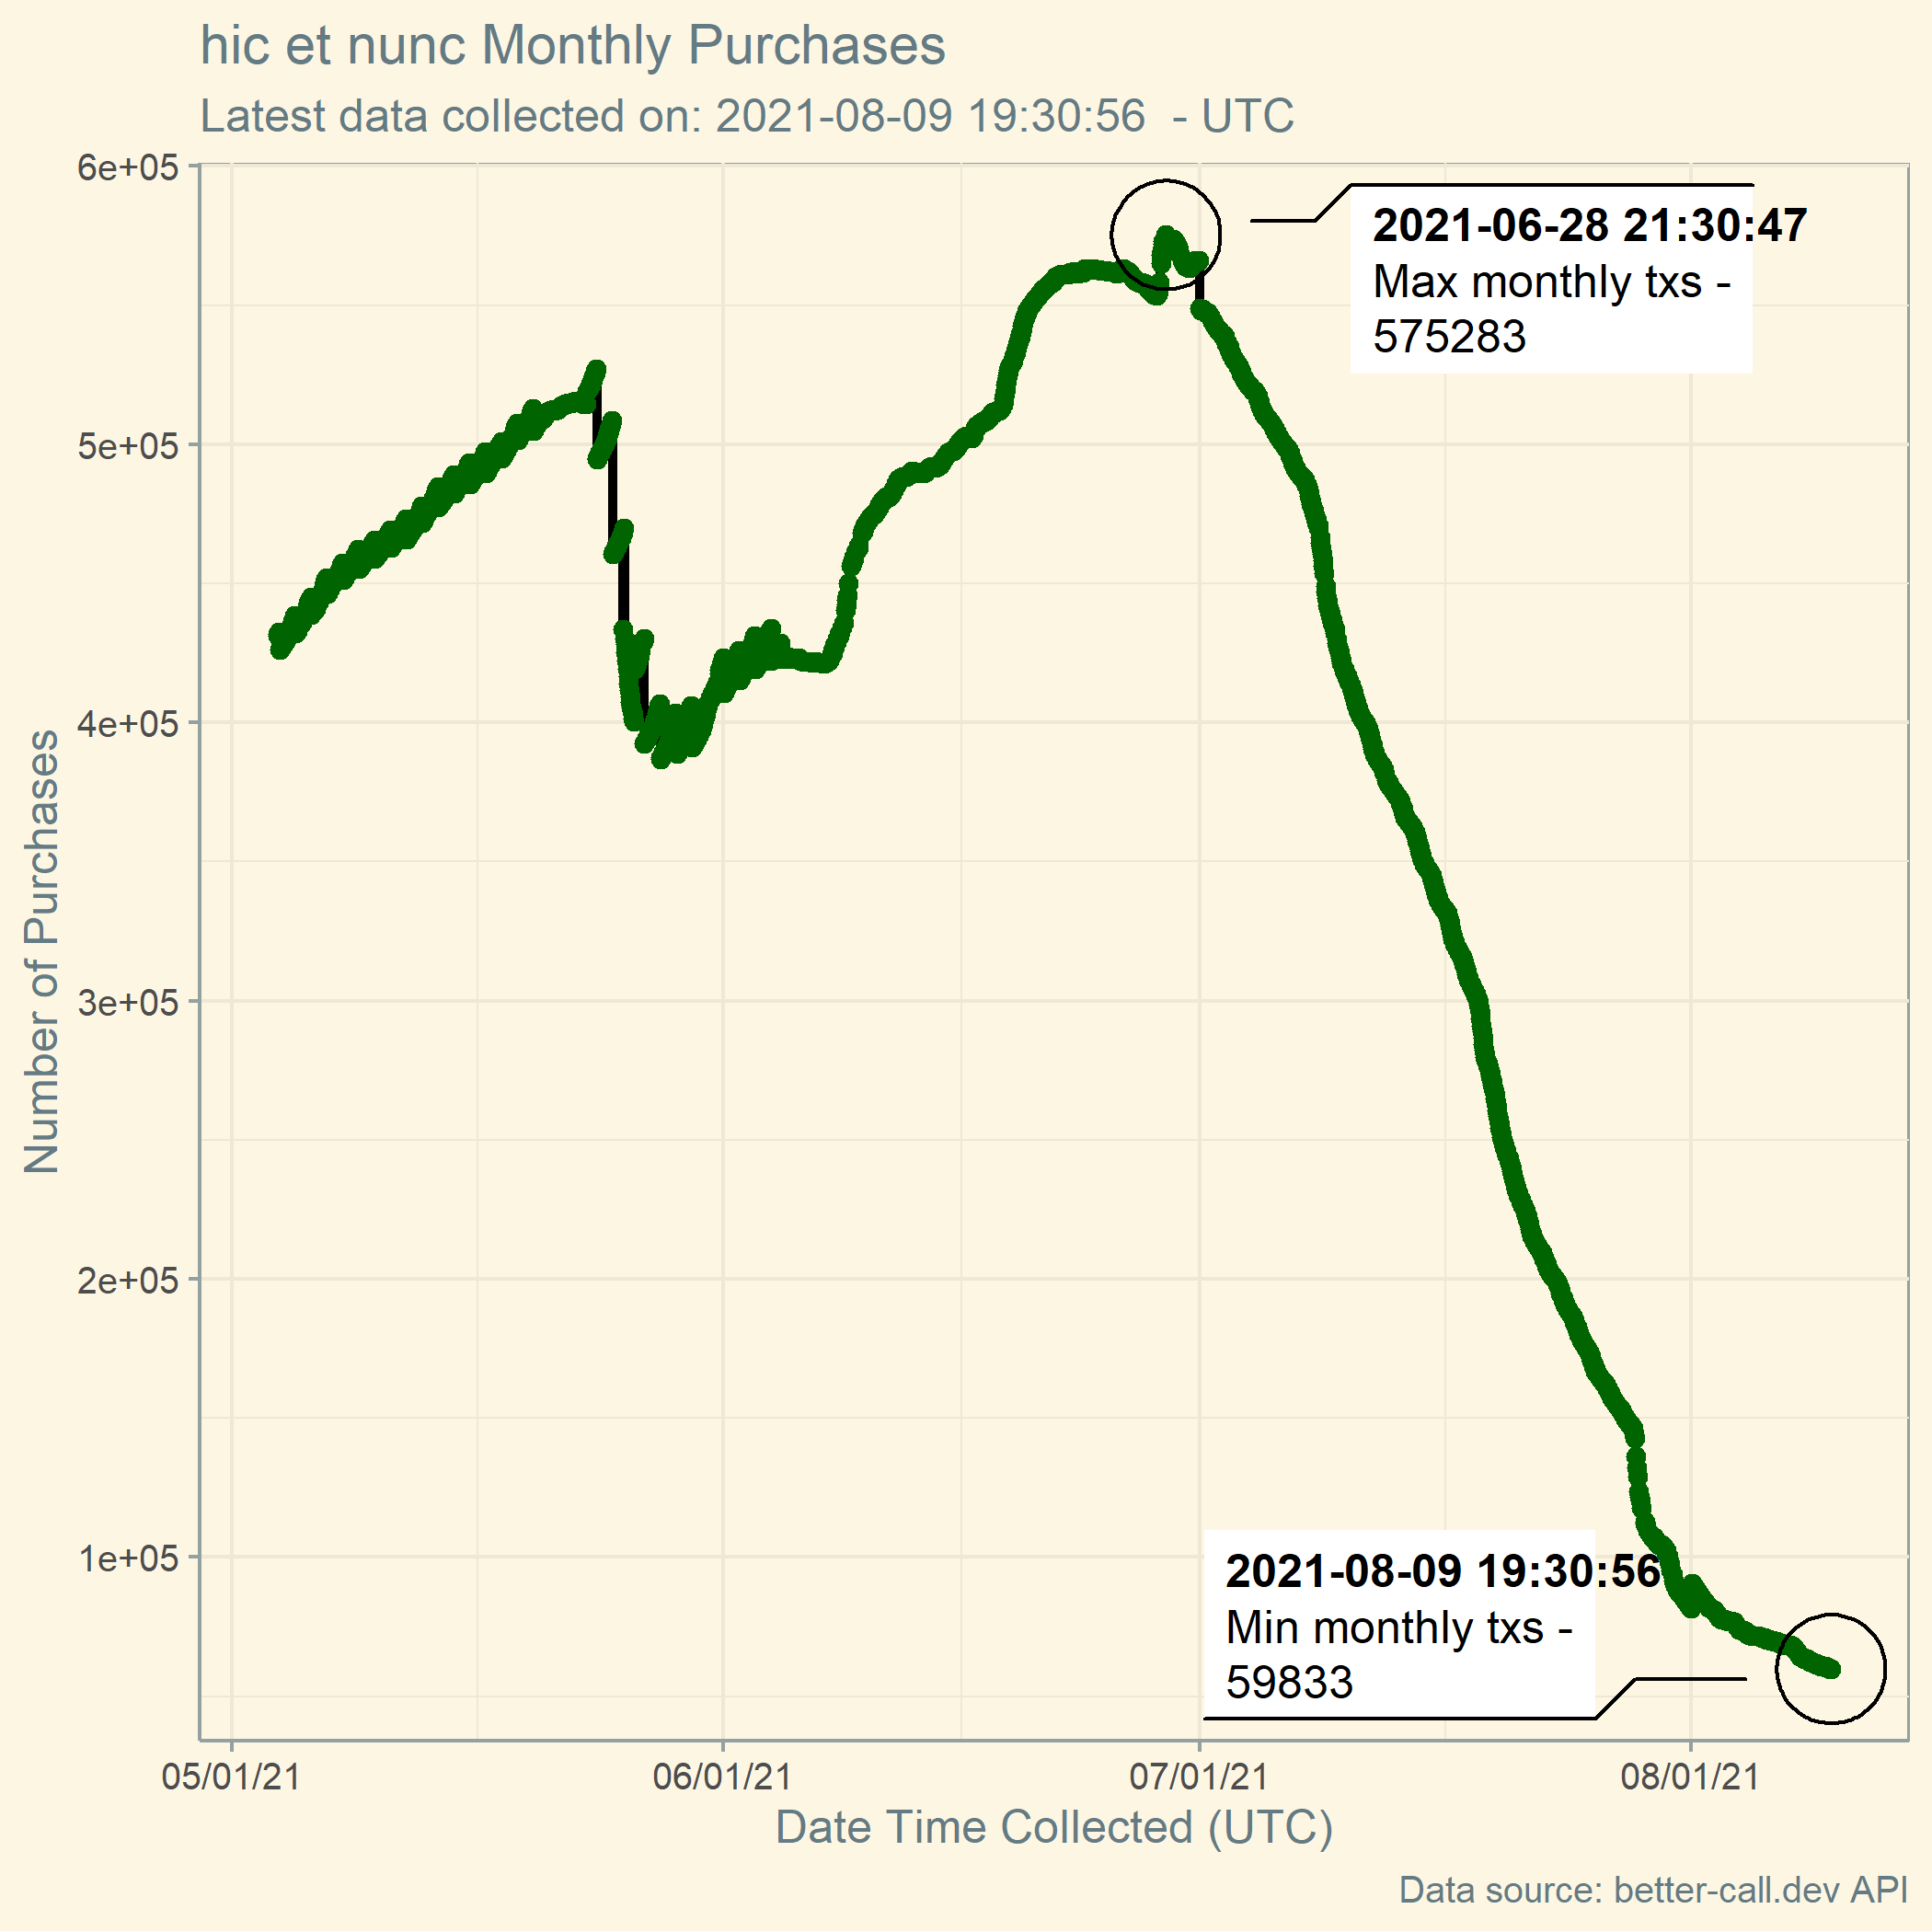 hic et nunc Monthly Purchases
Latest data collected on: 2021-08-09 19:30:56  - UTC
6e+05
5e+05
4e+05
3e+05
2e+05
1e+05
Number of Purchases
2021-06-28 21:30:47
Max monthly txs -
575283
2021-08-09 19:30:56
Min monthly txs -
59833
05/01/21
06/01/21
07/01/21
08/01/21
Date Time Collected (UTC)
Data source: better-call.dev API